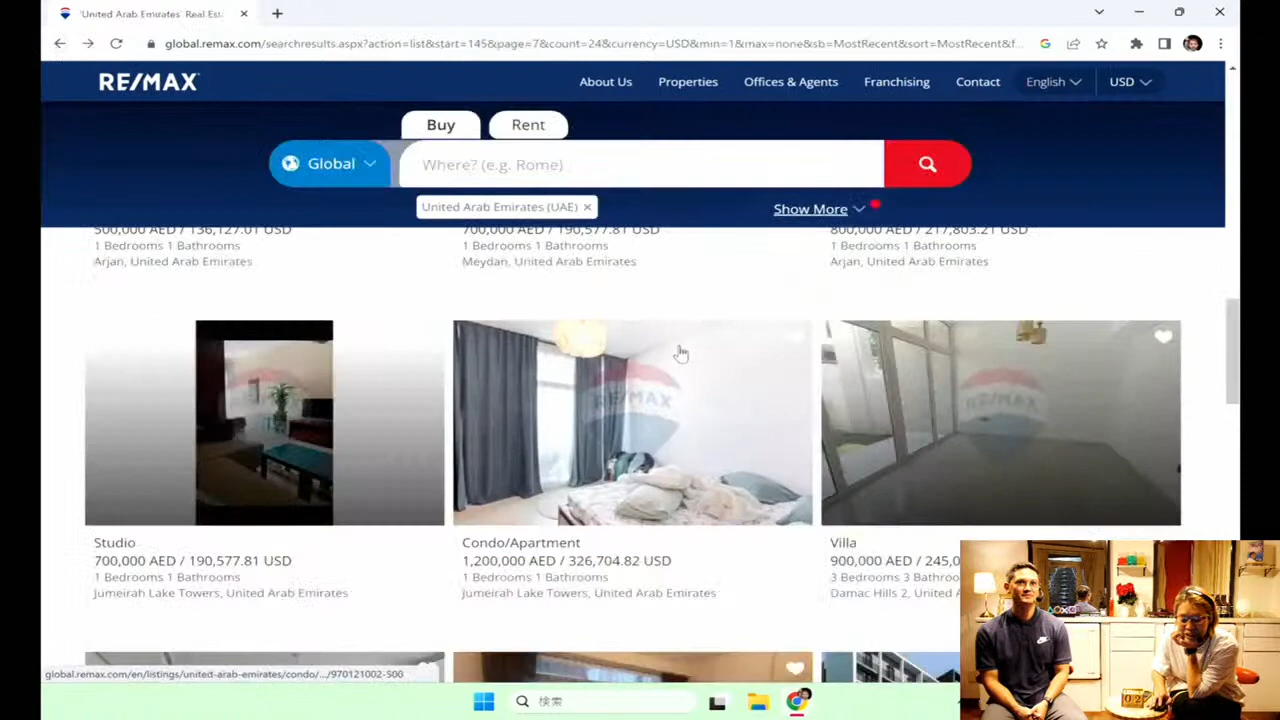 'United Arab Emirates' Real Est
global.remax.com/searchresults.aspx?action=list&start=145&page=7&count=24&currency=USD&min=1&max=none&sb=MostRecent&sort=MostRecent&f...
RE/MAX
About Us
Properties
Offices & Agents
Franchising
Contact
English
USD
Buy
Rent
Global
Where? (e.g. Rome)
United Arab Emirates (UAE) ×
Show More
500,000 AED / 136,127.01 USD
1 Bedrooms 1 Bathrooms
Arjan, United Arab Emirates
700,000 AED / 190,577.81 USD
1 Bedrooms 1 Bathrooms
Meydan, United Arab Emirates
800,000 AED / 217,803.21 USD
1 Bedrooms 1 Bathrooms
Arjan, United Arab Emirates
RE/MAX
RE/MAX
Studio
700,000 AED / 190,577.81 USD
1 Bedrooms 1 Bathrooms
Jumeirah Lake Towers, United Arab Emirates
Condo/Apartment
1,200,000 AED / 326,704.82 USD
1 Bedrooms 1 Bathrooms
Jumeirah Lake Towers, United Arab Emirates
Villa
900,000 AED / 245,0
3 Bedrooms 3 Bathroo
Damac Hills 2, United A
global.remax.com/en/listings/united-arab-emirates/condo/.../970121002-500
検索